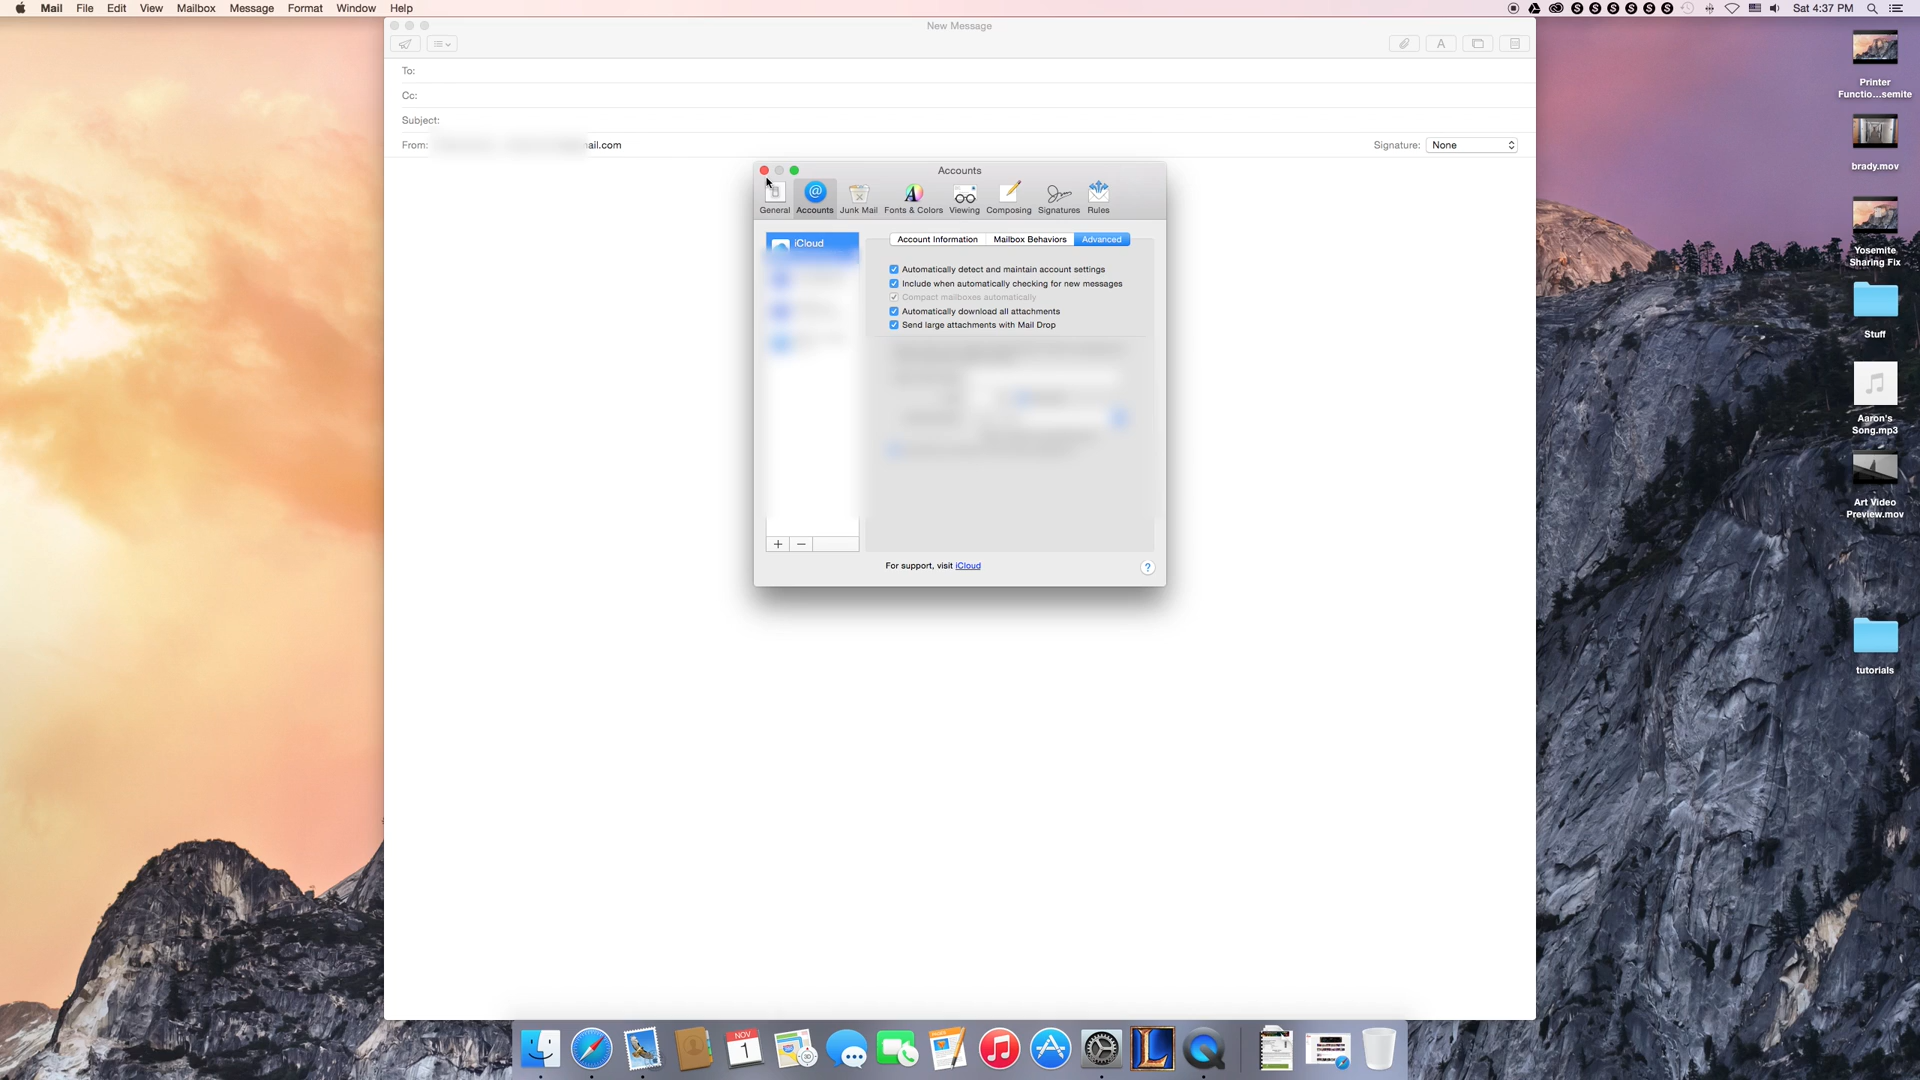 Mail File Edit View Mailbox Message Format Window Help
Sat 4:37 PM
New Message
To:
Cc:
Subject:
From: ail.com
Signature: None
Accounts
General Accounts Junk Mail Fonts & Colors Viewing Composing Signatures Rules
iCloud
Account Information Mailbox Behaviors Advanced
Automatically detect and maintain account settings
Include when automatically checking for new messages
Compact mailboxes automatically
Automatically download all attachments
Send large attachments with Mail Drop
For support, visit iCloud
?
Printer
Functio...semite
brady.mov
Yosemite
Sharing Fix
Stuff
Aaron's
Song.mp3
Art Video
Preview.mov
tutorials
NOV
1